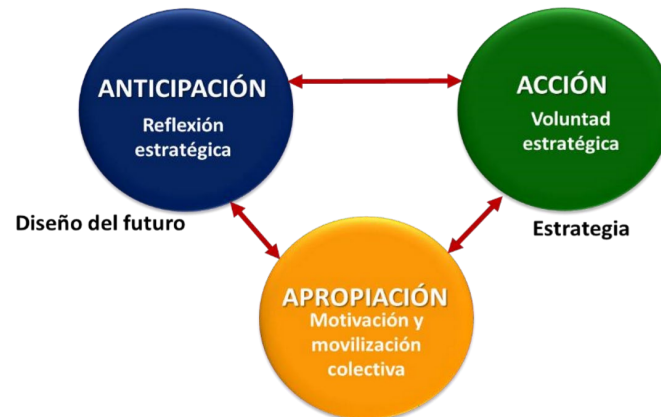 ANTICIPACIÓN
Reflexión
estratégica
ACCIÓN
Voluntad
estratégica
Diseño del futuro
Estrategia
APROPIACIÓN
Motivación y
movilización
colectiva